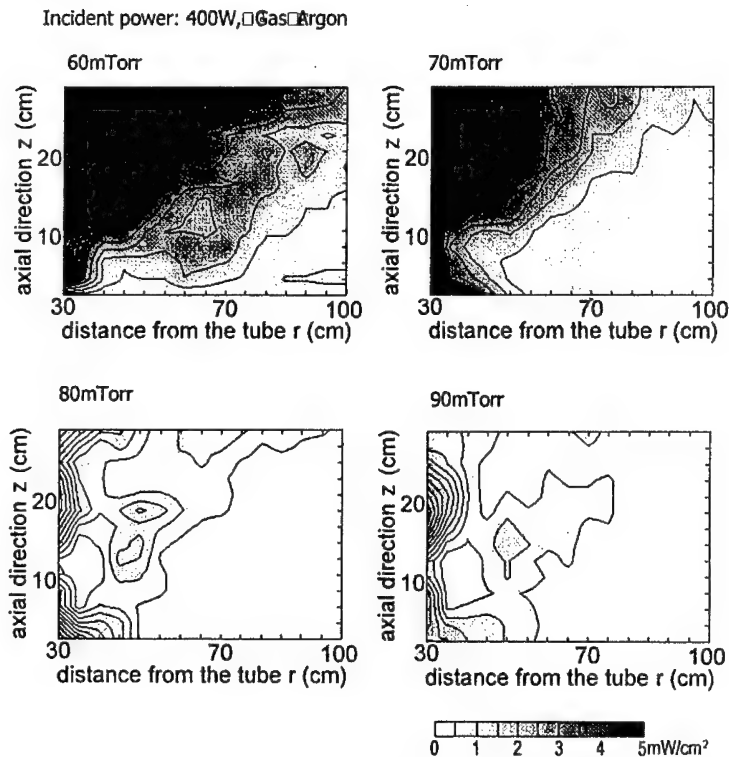 Incident power: 400W,□Gas□Argon
60mTorr
70mTorr
axial direction z (cm)
20
10
30
70
100
distance from the tube r (cm)
axial direction z (cm)
20
10
30
70
100
distance from the tube r (cm)
80mTorr
90mTorr
axial direction z (cm)
20
10
30
70
100
distance from the tube r (cm)
axial direction z (cm)
20
10
30
70
100
distance from the tube r (cm)
0 1 2 3 4 5mW/cm²